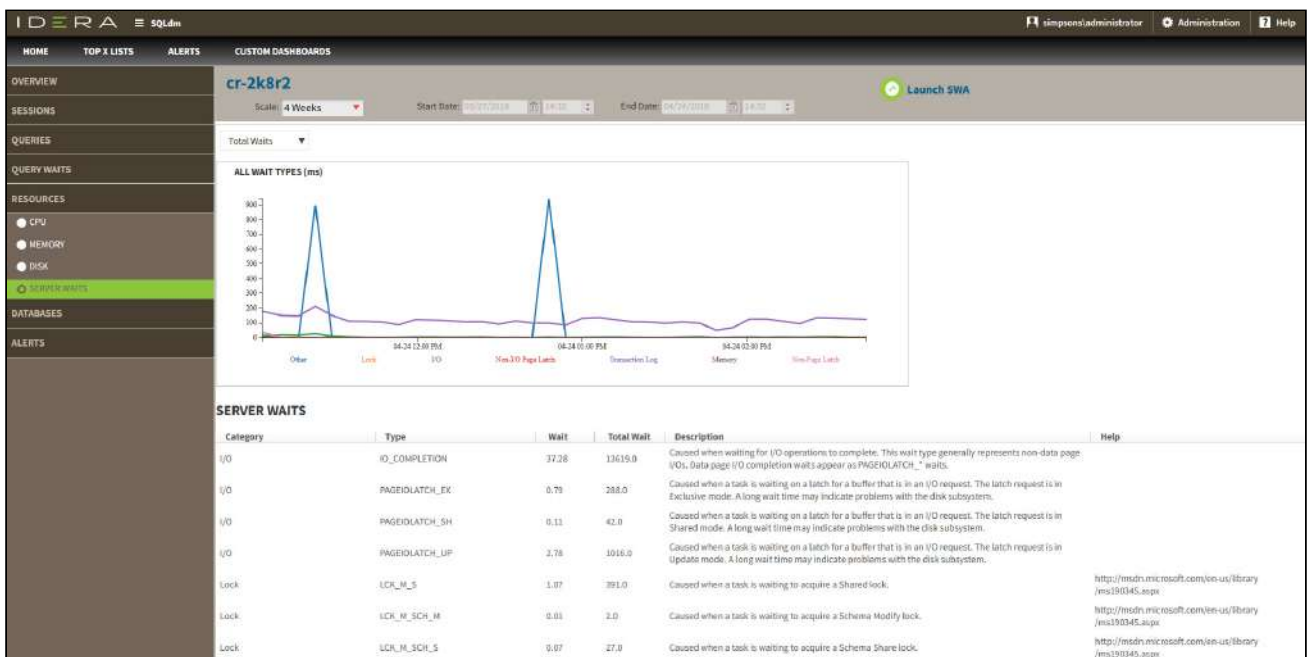 IDERA SQLdm simpsons\administrator Administration Help
HOME TOP X LISTS ALERTS CUSTOM DASHBOARDS
OVERVIEW
SESSIONS
QUERIES
QUERY WAITS
RESOURCES
CPU
MEMORY
DISK
SERVER WAITS
DATABASES
ALERTS
cr-2k8r2
Launch SWA
Scale: 4 Weeks Start Date: End Date:
Total Waits
ALL WAIT TYPES (ms)
900
800
700
600
500
400
300
200
100
0
04-24 12:00 PM 04-24 01:00 PM 04-24 02:00 PM
Other Lock I/O Non-I/O Page Latch Transaction Log Memory Non-Page Latch
SERVER WAITS
Category Type Wait Total Wait Description Help
I/O IO_COMPLETION 37.28 13619.0 Caused when waiting for I/O operations to complete. This wait type generally represents non-data page
I/Os. Data page I/O completion waits appear as PAGEIOLATCH_* waits.
I/O PAGEIOLATCH_EX 0.79 288.0 Caused when a task is waiting on a latch for a buffer that is in an I/O request. The latch request is in
Exclusive mode. A long wait time may indicate problems with the disk subsystem.
I/O PAGEIOLATCH_SH 0.11 42.0 Caused when a task is waiting on a latch for a buffer that is in an I/O request. The latch request is in
Shared mode. A long wait time may indicate problems with the disk subsystem.
I/O PAGEIOLATCH_UP 2.78 1016.0 Caused when a task is waiting on a latch for a buffer that is in an I/O request. The latch request is in
Update mode. A long wait time may indicate problems with the disk subsystem.
Lock LCK_M_S 1.07 391.0 Caused when a task is waiting to acquire a Shared lock. http://msdn.microsoft.com/en-us/library
/ms190345.aspx
Lock LCK_M_SCH_M 2.0 Caused when a task is waiting to acquire a Schema Modify lock. http://msdn.microsoft.com/en-us/library
/ms190345.aspx
Lock LCK_M_SCH_S 0.07 27.0 Caused when a task is waiting to acquire a Schema Share lock. http://msdn.microsoft.com/en-us/library
/ms190345.aspx